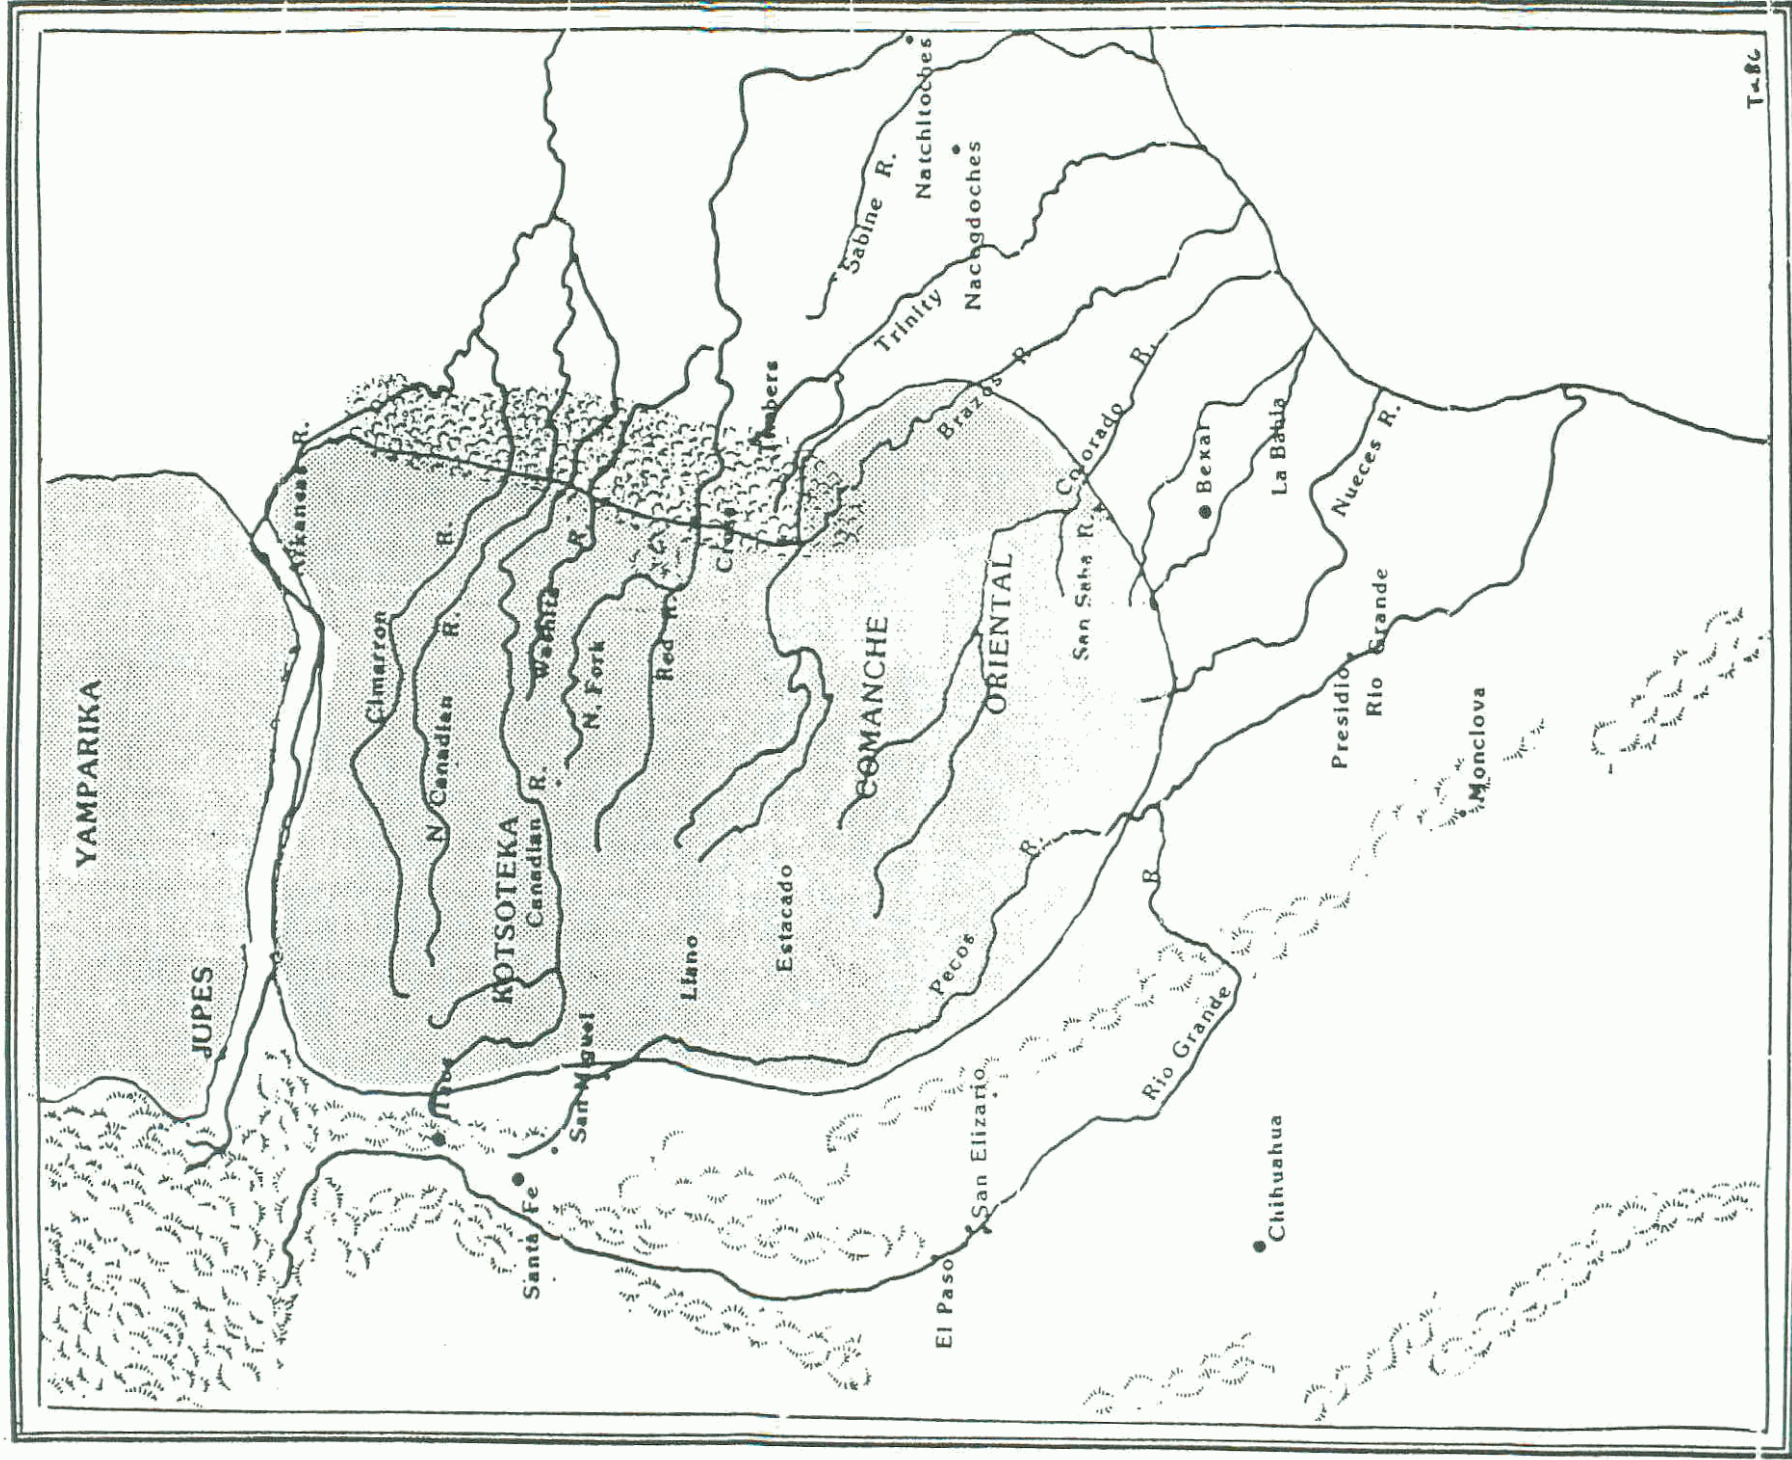 YAMPARIKA
JUPES
Arkansas R.
Cimarron R.
N Canadian R.
KOTSOTEKA
Canadian R.
Washita R.
N. Fork
Red R.
Cross Timbers
Llano Estacado
COMANCHE
ORIENTAL
Pecos R.
Taos
Santa Fe
San Miguel
El Paso
San Elizario
Rio Grande R.
Chihuahua
Sabine R.
Natchitoches
Nacogdoches
Trinity
Brazos R
Colorado R.
San Saba R.
Bexar
La Bahia
Nueces R.
Presidio
Rio Grande
Monclova